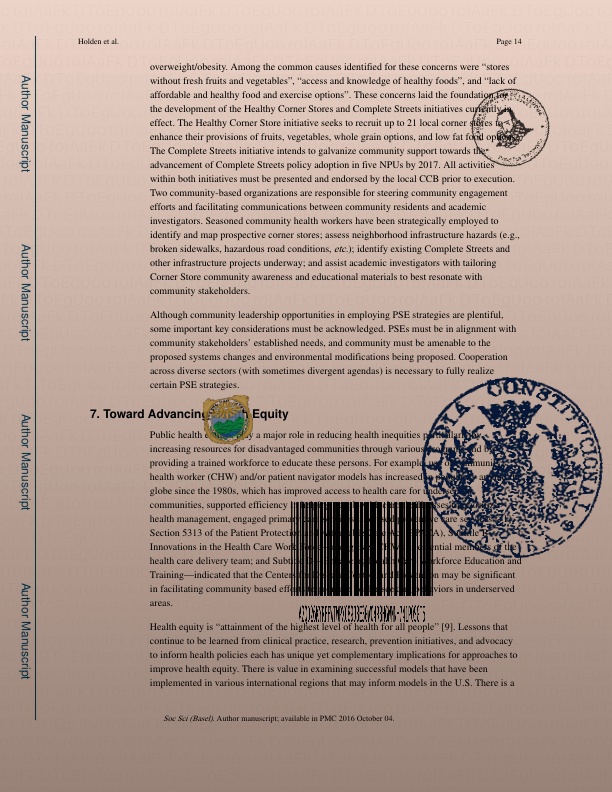 Holden et al.
Page 14
overweight/obesity. Among the common causes identified for these concerns were “stores
without fresh fruits and vegetables”, “access and knowledge of healthy foods”, and “lack of
affordable and healthy food and exercise options”. These concerns laid the foundation for
the development of the Healthy Corner Stores and Complete Streets initiatives currently in
effect. The Healthy Corner Store initiative seeks to recruit up to 21 local corner stores to
enhance their provisions of fruits, vegetables, whole grain options, and low fat food options.
The Complete Streets initiative intends to galvanize community support towards the
advancement of Complete Streets policy adoption in five NPUs by 2017. All activities
within both initiatives must be presented and endorsed by the local CCB prior to execution.
Two community-based organizations are responsible for steering community engagement
efforts and facilitating communications between community residents and academic
investigators. Seasoned community health workers have been strategically employed to
identify and map prospective corner stores; assess neighborhood infrastructure hazards (e.g.,
broken sidewalks, hazardous road conditions, etc.); identify existing Complete Streets and
other infrastructure projects underway; and assist academic investigators with tailoring
Corner Store community awareness and educational materials to best resonate with
community stakeholders.
Although community leadership opportunities in employing PSE strategies are plentiful,
some important key considerations must be acknowledged. PSEs must be in alignment with
community stakeholders’ established needs, and community must be amenable to the
proposed systems changes and environmental modifications being proposed. Cooperation
across diverse sectors (with sometimes divergent agendas) is necessary to fully realize
certain PSE strategies.
7. Toward Advancing Equity
Public health a major role in reducing health inequities
increasing resources for disadvantaged communities through various
providing a trained workforce to educate these persons. For example,
health worker (CHW) and/or patient navigator models has increased
globe since the 1980s, which has improved access to health care for
communities, supported efficiency
health management, engaged primary care
Section 5313 of the Patient Protection
Innovations in the Health Care members of the
health care delivery team; and Subtitle Workforce Education and
Training—indicated that the Centers may be significant
in facilitating community based efforts in underserved
areas.
Health equity is “attainment of the highest level of health for all people” [9]. Lessons that
continue to be learned from clinical practice, research, prevention initiatives, and advocacy
to inform health policies each has unique yet complementary implications for approaches to
improve health equity. There is value in examining successful models that have been
implemented in various international regions that may inform models in the U.S. There is a
Soc Sci (Basel). Author manuscript; available in PMC 2016 October 04.
Author Manuscript
Author Manuscript
Author Manuscript
Author Manuscript
CONSTITUCIONAL